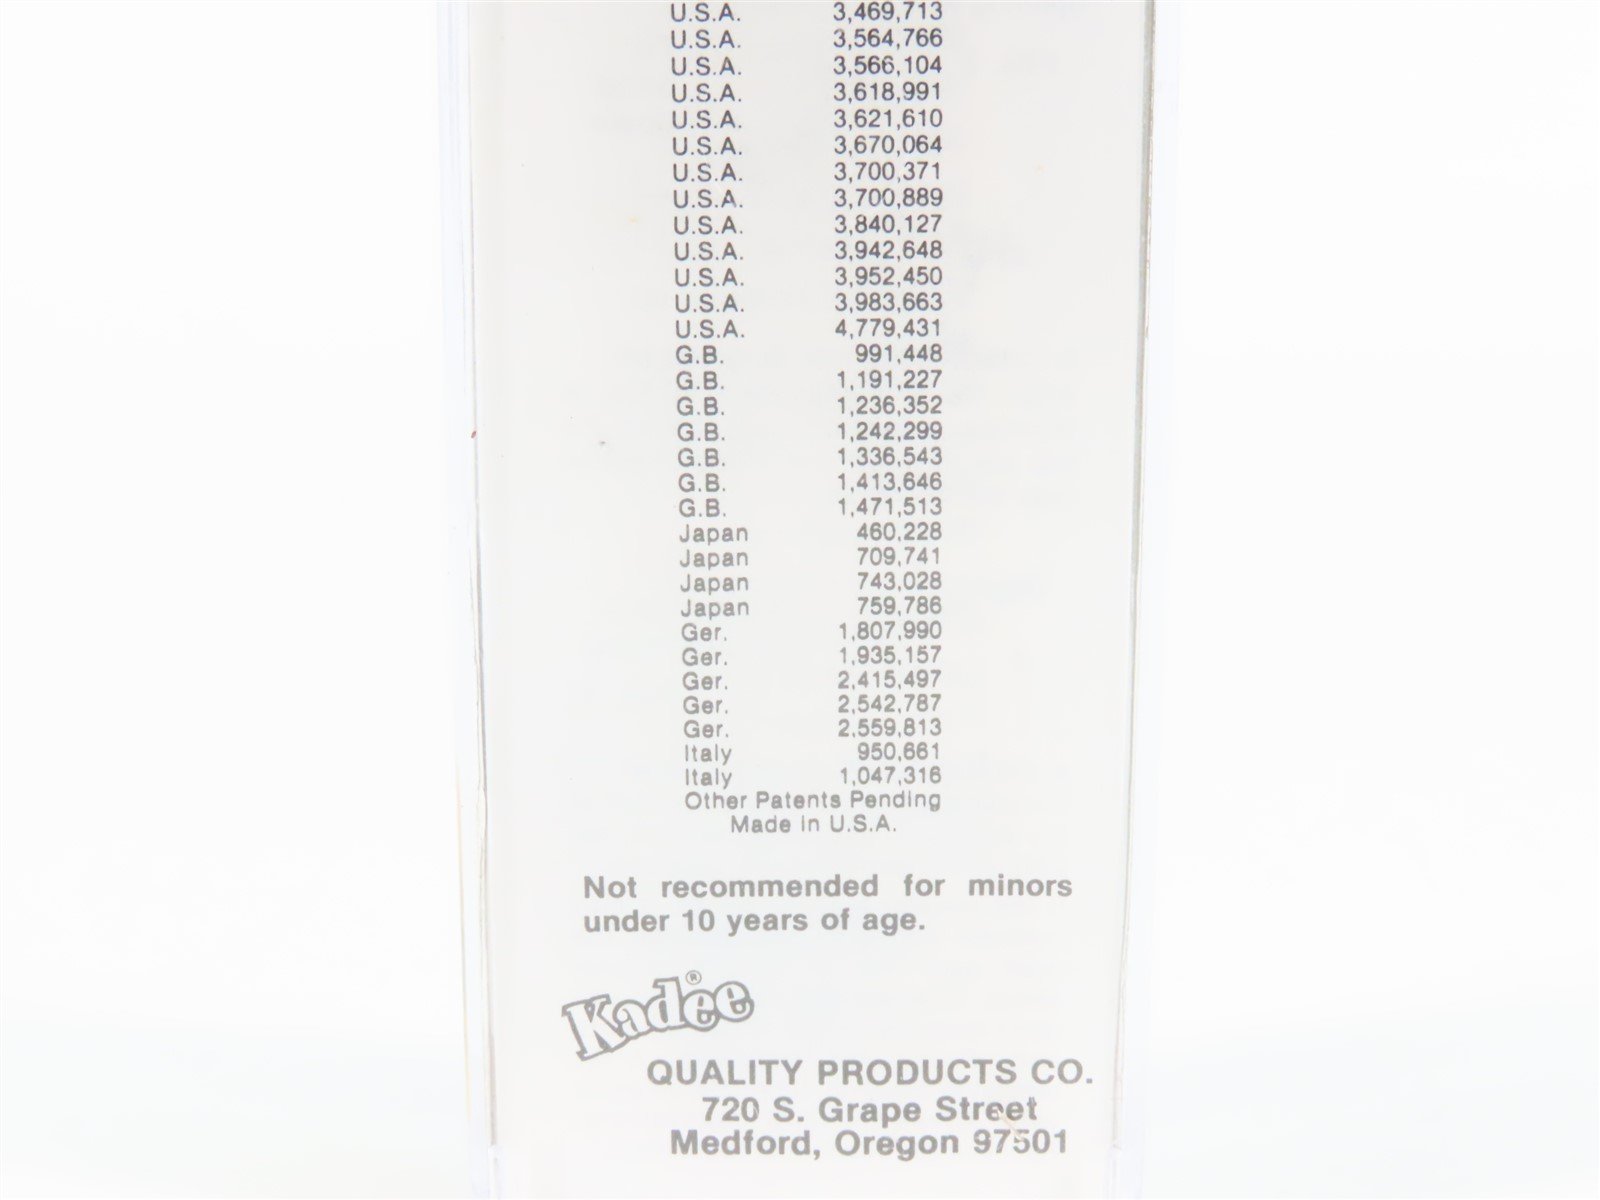 U.S.A. 3,469,713
U.S.A. 3,564,766
U.S.A. 3,566,104
U.S.A. 3,618,991
U.S.A. 3,621,610
U.S.A. 3,670,064
U.S.A. 3,700,371
U.S.A. 3,700,889
U.S.A. 3,840,127
U.S.A. 3,942,648
U.S.A. 3,952,450
U.S.A. 3,983,663
U.S.A. 4,779,431
G.B. 991,448
G.B. 1,191,227
G.B. 1,236,352
G.B. 1,242,299
G.B. 1,336,543
G.B. 1,413,646
G.B. 1,471,513
Japan 460,228
Japan 709,741
Japan 743,028
Japan 759,786
Ger. 1,807,990
Ger. 1,935,157
Ger. 2,415,497
Ger. 2,542,787
Ger. 2,559,813
Italy 950,661
Italy 1,047,316
Other Patents Pending
Made in U.S.A.
Not recommended for minors
under 10 years of age.
Kadee®
QUALITY PRODUCTS CO.
720 S. Grape Street
Medford, Oregon 97501